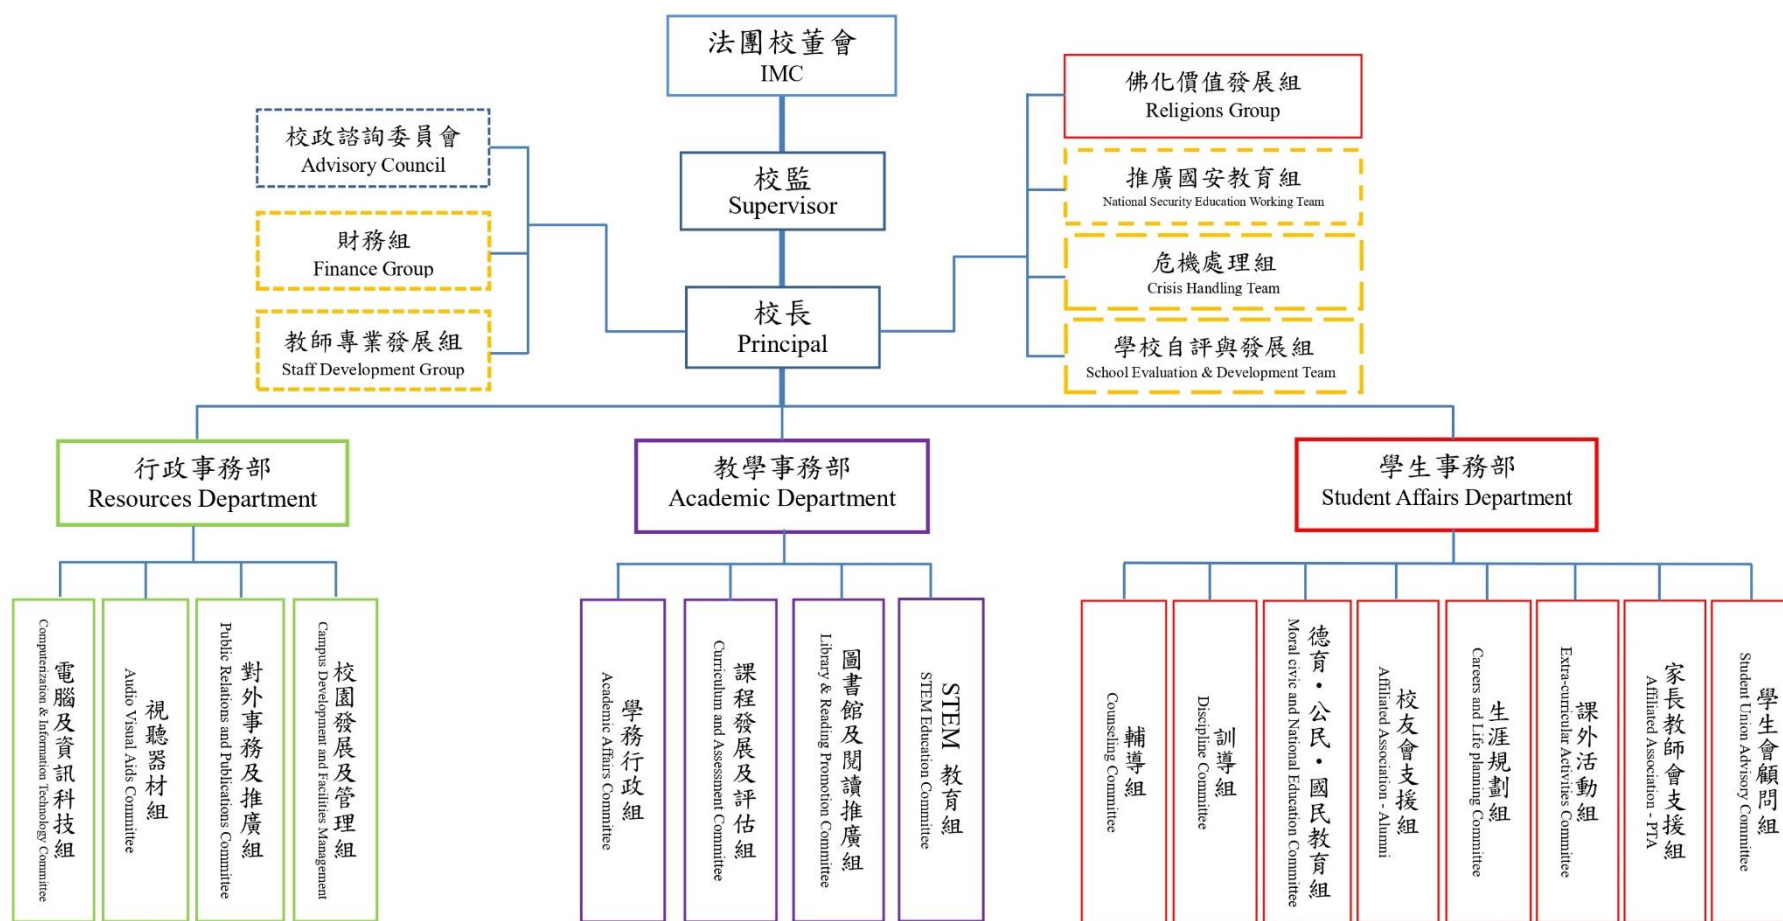 法團校董會
IMC
校政諮詢委員會
Advisory Council
財務組
Finance Group
教師專業發展組
Staff Development Group
校監
Supervisor
校長
Principal
佛化價值發展組
Religions Group
推廣國安教育組
National Security Education Working Team
危機處理組
Crisis Handling Team
學校自評與發展組
School Evaluation & Development Team
行政事務部
Resources Department
教學事務部
Academic Department
學生事務部
Student Affairs Department
電腦及資訊科技組
Computerization & Information Technology Committee
視聽器材組
Audio Visual Aids Committee
對外事務及推廣組
Public Relations and Publications Committee
校園發展及管理組
Campus Development and Facilities Management
學務行政組
Academic Affairs Committee
課程發展及評估組
Curriculum and Assessment Committee
圖書館及閱讀推廣組
Library & Reading Promotion Committee
STEM 教育組
STEM Education Committee
輔導組
Counseling Committee
訓導組
Discipline Committee
德育·公民·國民教育組
Moral civic and National Education Committee
校友會支援組
Affiliated Association - Alumni
生涯規劃組
Careers and Life planning Committee
課外活動組
Extra-curricular Activities Committee
家長教師會支援組
Affiliated Association - PTA
學生會顧問組
Student Union Advisory Committee